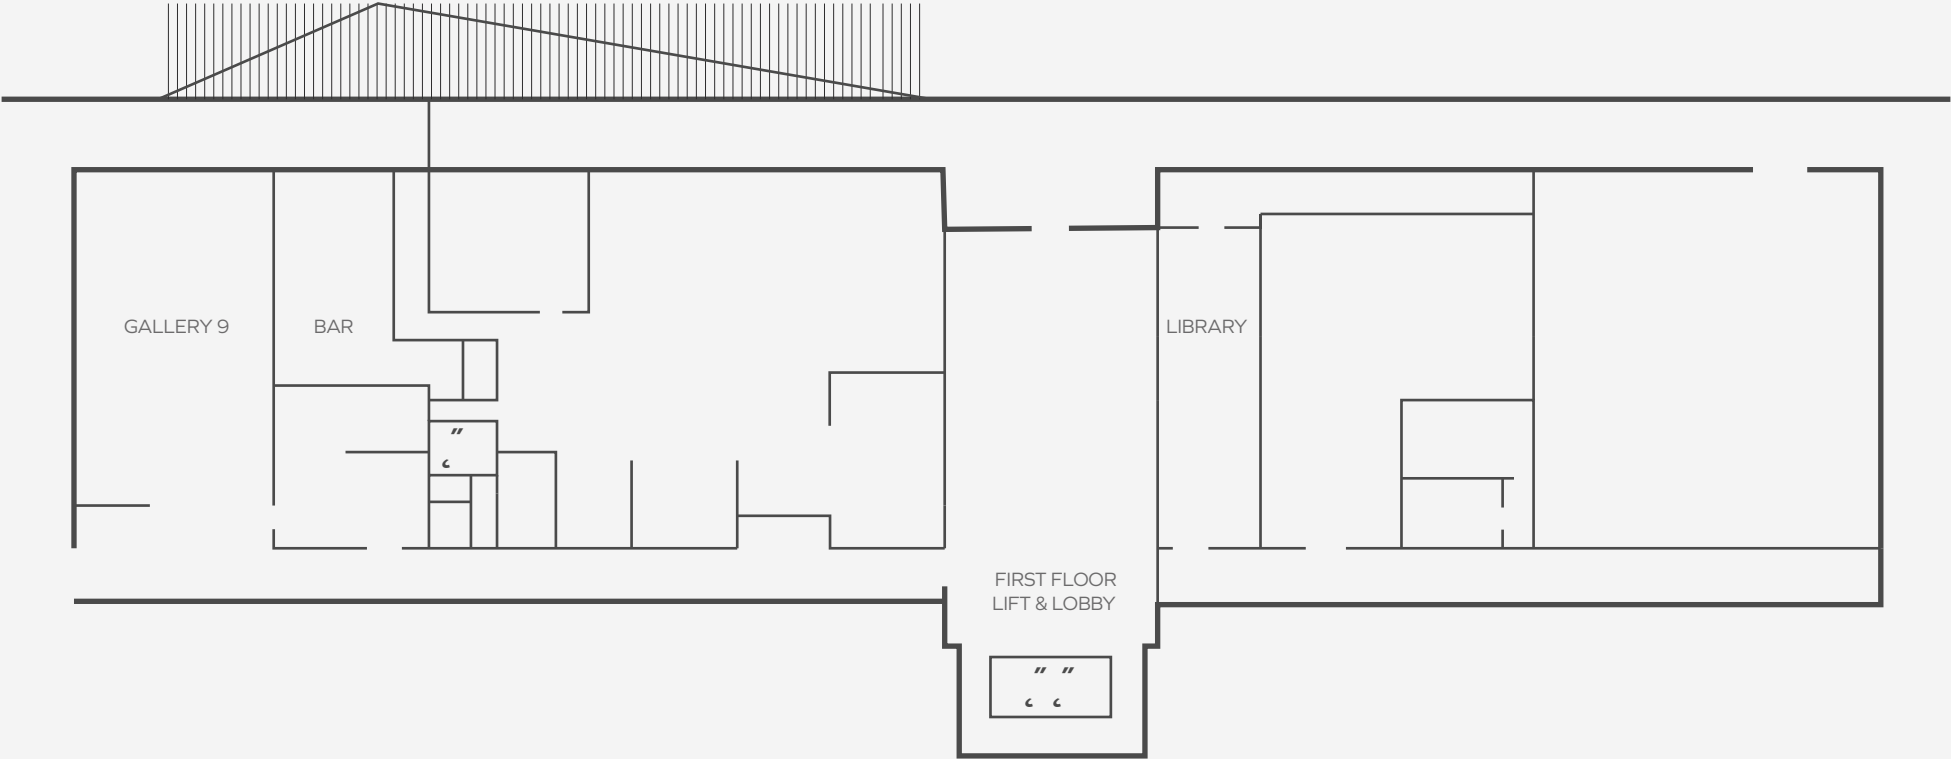 GALLERY 9
BAR
LIBRARY
FIRST FLOOR
LIFT & LOBBY